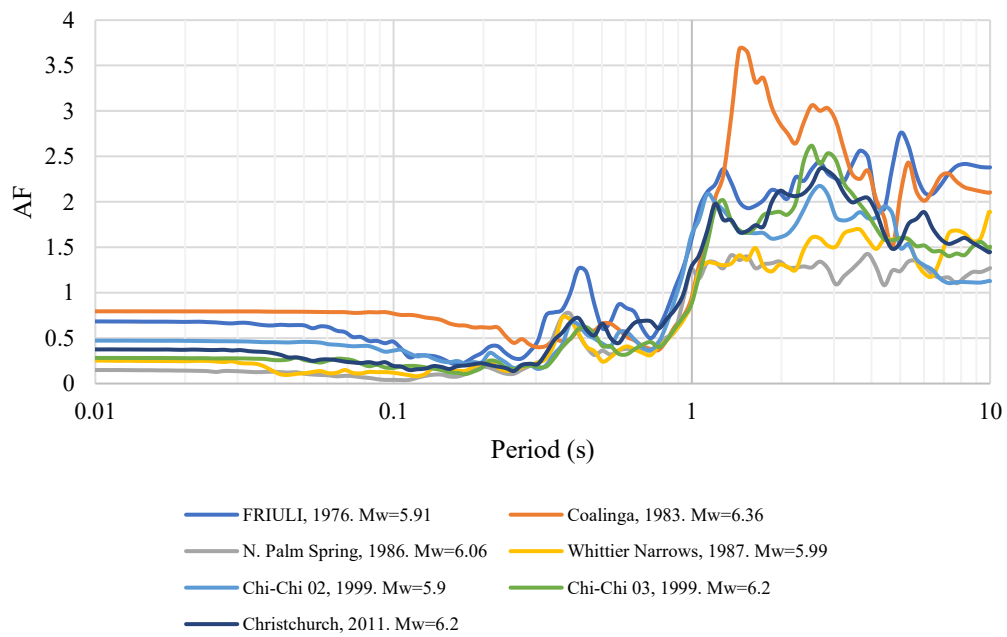 4
3.5
3
2.5
2
1.5
1
0.5
0
AF
0.01 0.1 1 10
Period (s)
FRIULI, 1976. Mw=5.91 Coalinga, 1983. Mw=6.36
N. Palm Spring, 1986. Mw=6.06 Whittier Narrows, 1987. Mw=5.99
Chi-Chi 02, 1999. Mw=5.9 Chi-Chi 03, 1999. Mw=6.2
Christchurch, 2011. Mw=6.2